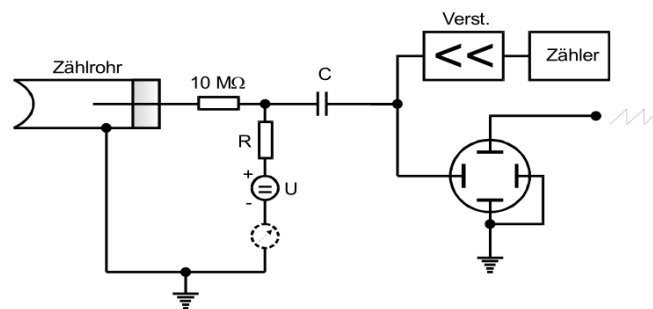 Verst.
Zählrohr
10 MΩ
C
<<
Zähler
R
+
=
U
-